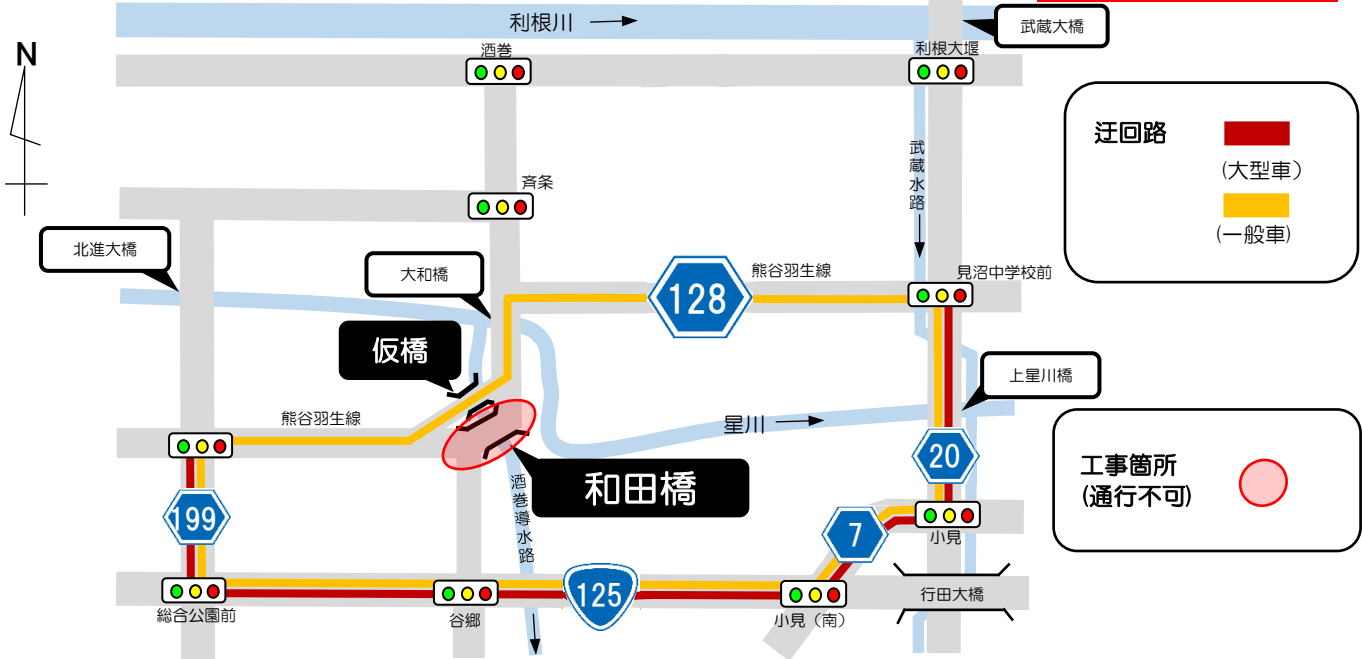 利根川
武蔵大橋
N
酒巻
利根大堰
迂回路
(大型車)
(一般車)
武蔵水路
斉条
北進大橋
大和橋
熊谷羽生線
見沼中学校前
128
仮橋
上星川橋
熊谷羽生線
星川
工事箇所
(通行不可)
和田橋
20
酒巻導水路
199
7
小見
125
行田大橋
総合公園前
谷郷
小見(南)